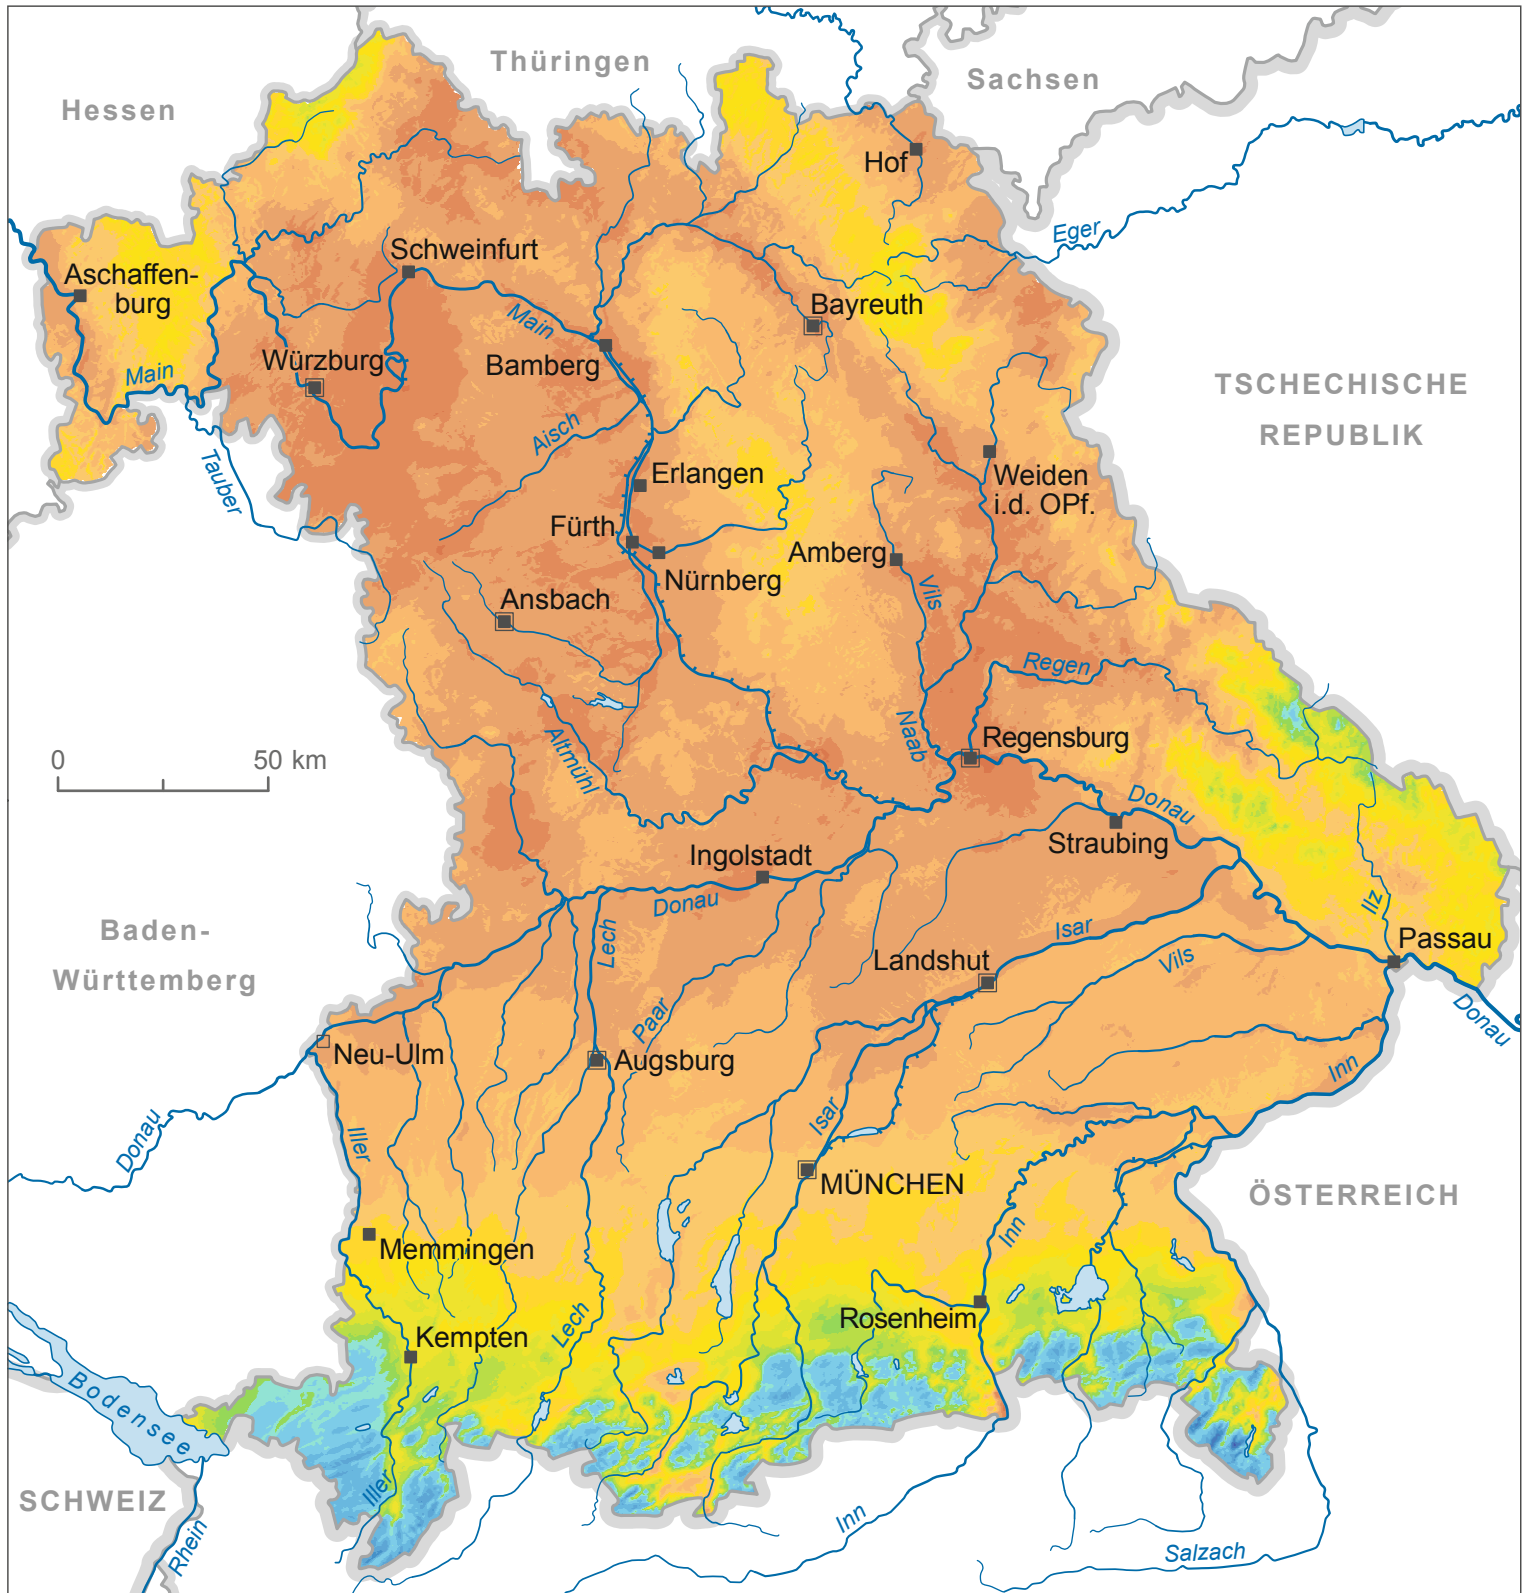 Thüringen
Sachsen
Hessen
Hof
Eger
Schweinfurt
Aschaffen-
burg
Bayreuth
Main
Würzburg
Bamberg
Main
TSCHECHISCHE
REPUBLIK
Aisch
Tauber
Erlangen
Weiden
i.d. OPf.
Fürth
Amberg
Nürnberg
Vils
Ansbach
Regen
Naab
Regensburg
Altmühl
0
50 km
Donau
Straubing
Ingolstadt
Donau
Ilz
Baden-
Württemberg
Lech
Isar
Passau
Landshut
Vils
Paar
Donau
Neu-Ulm
Augsburg
Inn
Isar
Iller
Donau
MÜNCHEN
ÖSTERREICH
Inn
Memmingen
Rosenheim
Kempten
Lech
Bodensee
Iller
SCHWEIZ
Inn
Rhein
Salzach